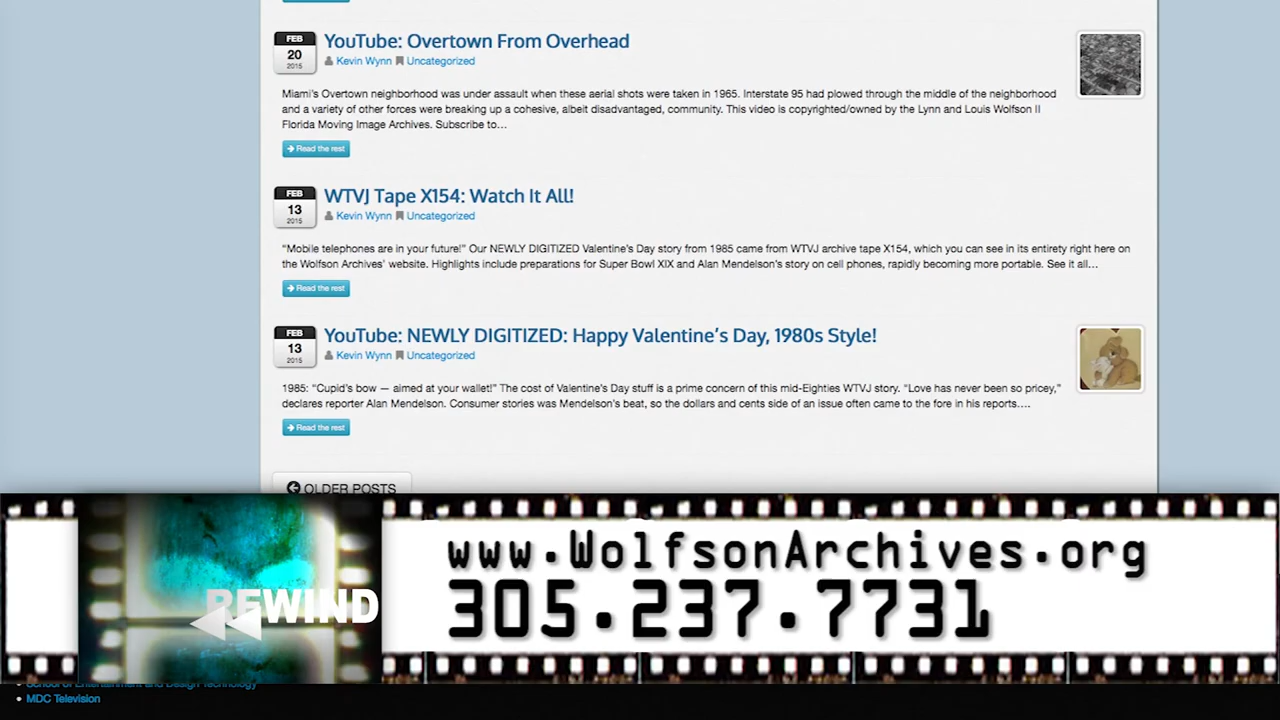 FEB
20
2015
YouTube: Overtown From Overhead
Kevin Wynn Uncategorized
Miami's Overtown neighborhood was under assault when these aerial shots were taken in 1965. Interstate 95 had plowed through the middle of the neighborhood
and a variety of other forces were breaking up a cohesive, albeit disadvantaged, community. This video is copyrighted/owned by the Lynn and Louis Wolfson II
Florida Moving Image Archives. Subscribe to…
Read the rest
FEB
13
2015
WTVJ Tape X154: Watch It All!
Kevin Wynn Uncategorized
“Mobile telephones are in your future!” Our NEWLY DIGITIZED Valentine's Day story from 1985 came from WTVJ archive tape X154, which you can see in its entirety right here on
the Wolfson Archives' website. Highlights include preparations for Super Bowl XIX and Alan Mendelson's story on cell phones, rapidly becoming more portable. See it all…
Read the rest
FEB
13
2015
YouTube: NEWLY DIGITIZED: Happy Valentine's Day, 1980s Style!
Kevin Wynn Uncategorized
1985: “Cupid's bow — aimed at your wallet!” The cost of Valentine's Day stuff is a prime concern of this mid-Eighties WTVJ story. “Love has never been so pricey,”
declares reporter Alan Mendelson. Consumer stories was Mendelson's beat, so the dollars and cents side of an issue often came to the fore in his reports….
Read the rest
OLDER POSTS
REWIND
www.WolfsonArchives.org
305.237.7731
School of Entertainment and Design Technology
MDC Television